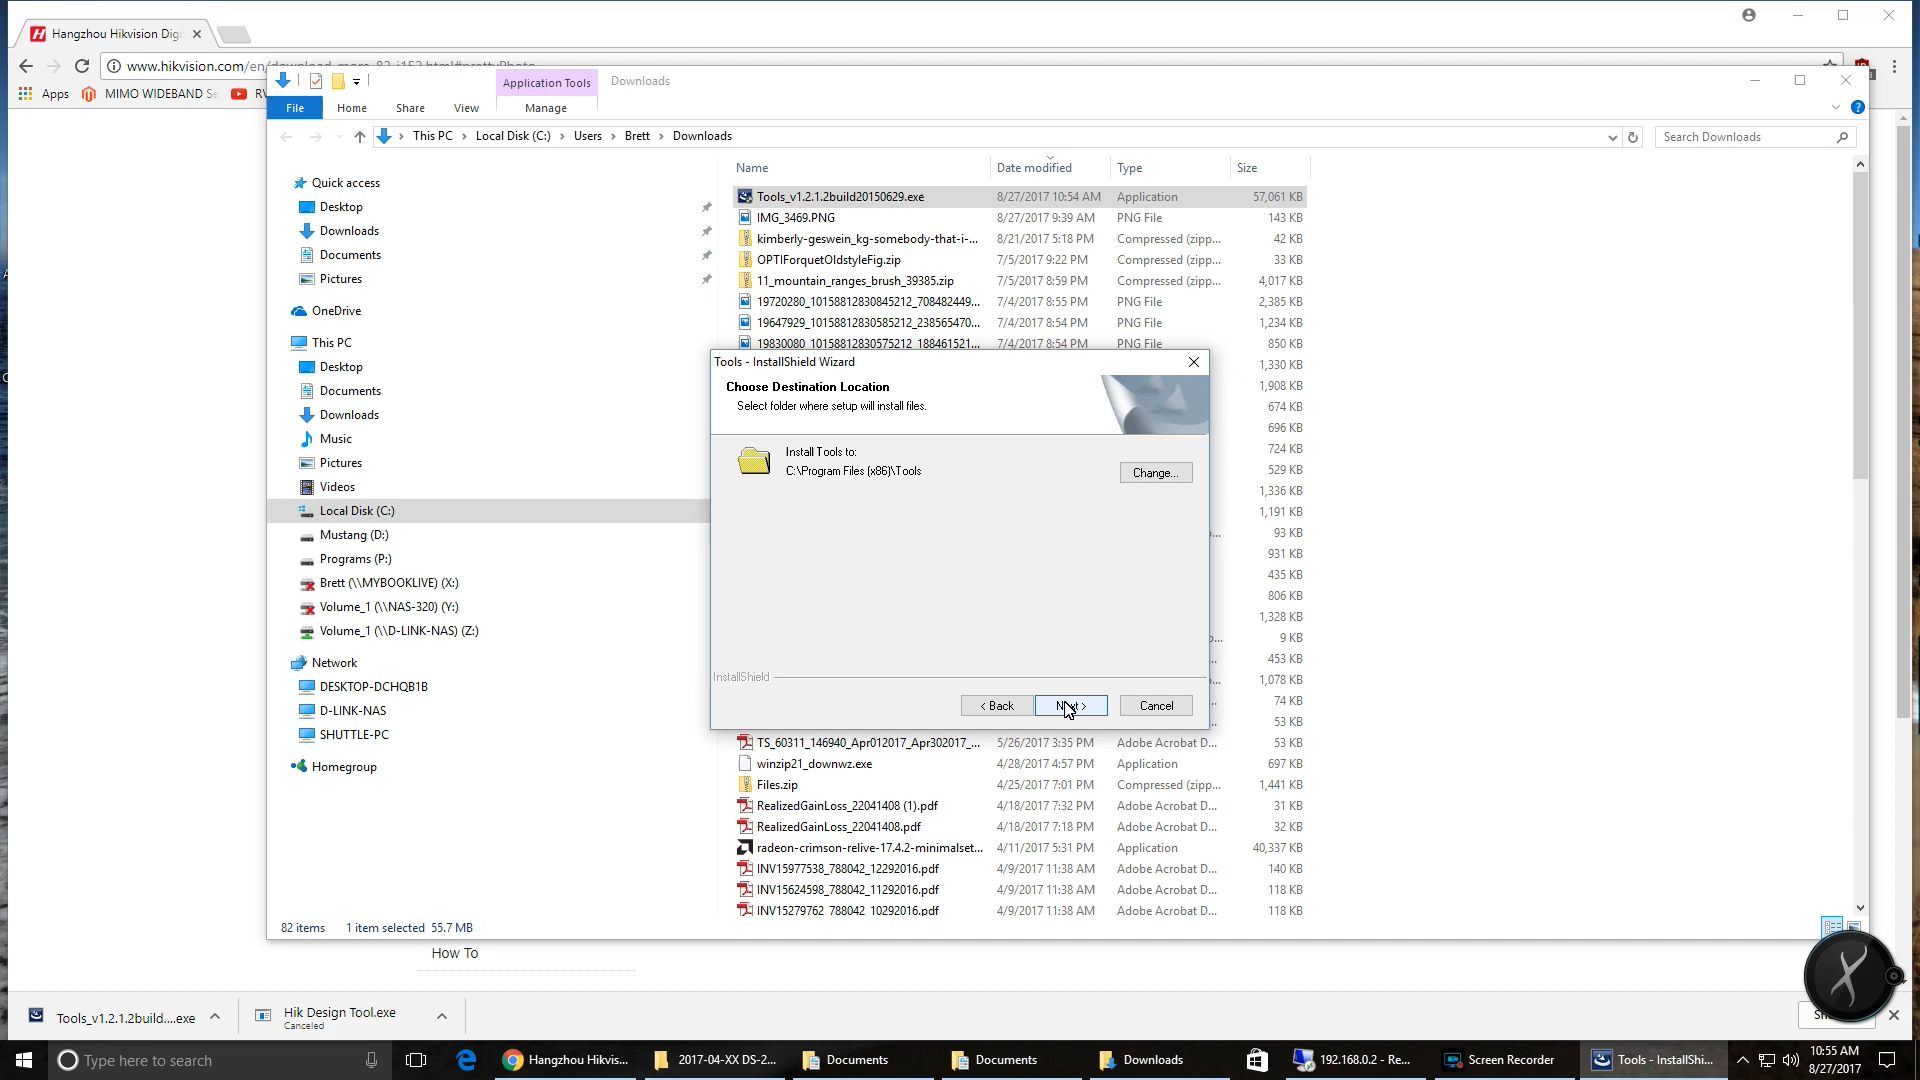 Hangzhou Hikvision Digi
www.hikvision.com/en/download_more_82_i152.html#prettyPhoto
Apps
MIMO WIDEBAND S
RV
Application Tools
Downloads
File
Home
Share
View
Manage
This PC > Local Disk (C:) > Users > Brett > Downloads
Search Downloads
Name
Date modified
Type
Size
Quick access
Desktop
Downloads
Documents
Pictures
OneDrive
This PC
Desktop
Documents
Downloads
Music
Pictures
Videos
Local Disk (C:)
Mustang (D:)
Programs (P:)
Brett (\\MYBOOKLIVE) (X:)
Volume_1 (\\NAS-320) (Y:)
Volume_1 (\\D-LINK-NAS) (Z:)
Network
DESKTOP-DCHQB1B
D-LINK-NAS
SHUTTLE-PC
Homegroup
Tools_v1.2.1.2build20150629.exe 8/27/2017 10:54 AM Application 57,061 KB
IMG_3469.PNG 8/27/2017 9:39 AM PNG File 143 KB
kimberly-geswein_kg-somebody-that-i-... 8/21/2017 5:18 PM Compressed (zipp... 42 KB
OPTIForquetOldstyleFig.zip 7/5/2017 9:22 PM Compressed (zipp... 33 KB
11_mountain_ranges_brush_39385.zip 7/5/2017 8:59 PM Compressed (zipp... 4,017 KB
19720280_10158812830845212_708482449... 7/4/2017 8:55 PM PNG File 2,385 KB
19647929_10158812830585212_238565470... 7/4/2017 8:54 PM PNG File 1,234 KB
19830080_10158812830575212_188461521... 7/4/2017 8:54 PM PNG File 850 KB
1,330 KB
1,908 KB
674 KB
696 KB
724 KB
529 KB
1,336 KB
1,191 KB
93 KB
931 KB
435 KB
806 KB
1,328 KB
9 KB
453 KB
1,078 KB
74 KB
53 KB
Tools - InstallShield Wizard
Choose Destination Location
Select folder where setup will install files.
Install Tools to:
C:\Program Files (x86)\Tools
Change...
InstallShield
< Back
Next >
Cancel
TS_60311_146940_Apr012017_Apr302017_... 5/26/2017 3:35 PM Adobe Acrobat D... 53 KB
winzip21_downwz.exe 4/28/2017 4:57 PM Application 697 KB
Files.zip 4/25/2017 7:01 PM Compressed (zipp... 1,441 KB
RealizedGainLoss_22041408 (1).pdf 4/18/2017 7:32 PM Adobe Acrobat D... 31 KB
RealizedGainLoss_22041408.pdf 4/18/2017 7:18 PM Adobe Acrobat D... 32 KB
radeon-crimson-relive-17.4.2-minimalset... 4/11/2017 5:31 PM Application 40,337 KB
INV15977538_788042_12292016.pdf 4/9/2017 11:38 AM Adobe Acrobat D... 140 KB
INV15624598_788042_11292016.pdf 4/9/2017 11:38 AM Adobe Acrobat D... 118 KB
INV15279762_788042_10292016.pdf 4/9/2017 11:38 AM Adobe Acrobat D... 118 KB
82 items
1 item selected 55.7 MB
How To
Tools_v1.2.1.2build....exe
Hik Design Tool.exe
Canceled
Type here to search
Hangzhou Hikvis...
2017-04-XX DS-2...
Documents
Documents
Downloads
192.168.0.2 - Re...
Screen Recorder
Tools - InstallShi...
10:55 AM
8/27/2017